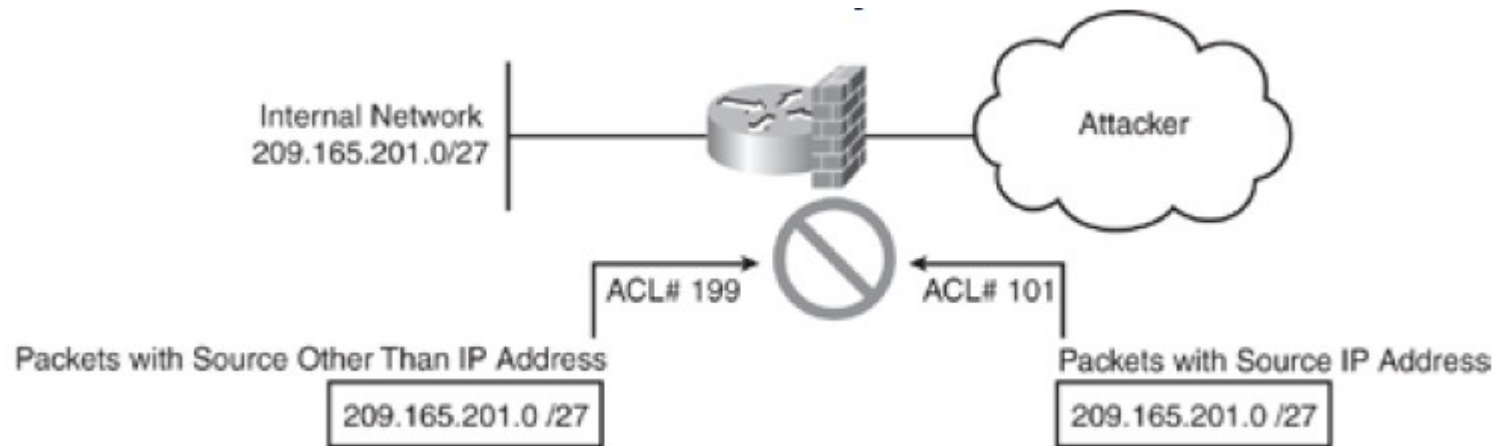 Internal Network
209.165.201.0/27
Attacker
ACL# 199
ACL# 101
Packets with Source Other Than IP Address
209.165.201.0 /27
Packets with Source IP Address
209.165.201.0 /27